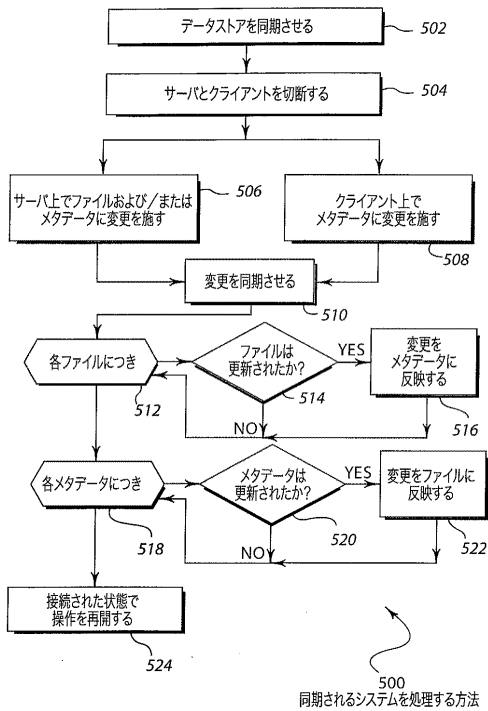 データストアを同期させる
502
サーバとクライアントを切断する
504
サーバ上でファイルおよび/または
メタデータに変更を施す
506
クライアント上で
メタデータに変更を施す
508
変更を同期させる
510
各ファイルにつき
512
ファイルは
更新されたか?
514
YES
NO
変更を
メタデータに
反映する
516
各メタデータにつき
518
メタデータは
更新されたか?
520
YES
NO
変更をファイルに
反映する
522
接続された状態で
操作を再開する
524
500
同期されるシステムを処理する方法